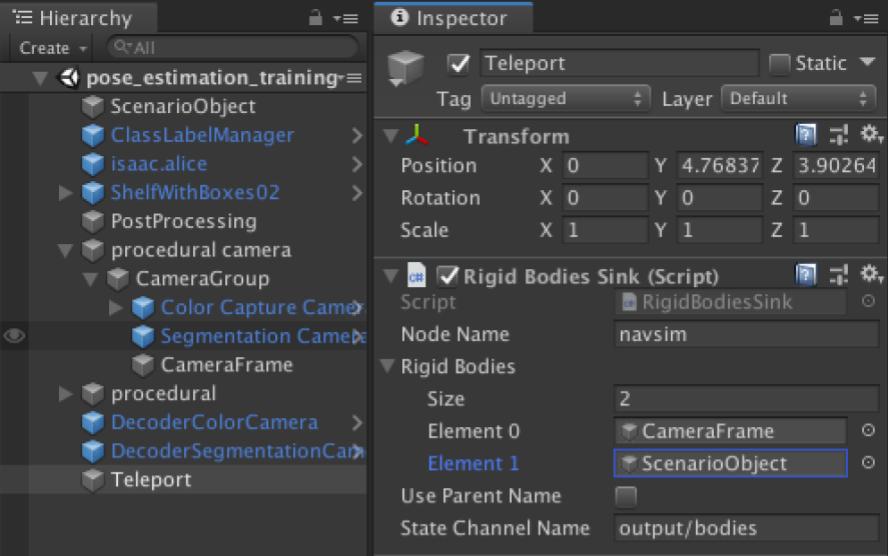 Hierarchy
Create
All
pose_estimation_training
ScenarioObject
ClassLabelManager
isaac.alice
ShelfWithBoxes02
PostProcessing
procedural camera
CameraGroup
Color Capture Camer
Segmentation Camera
CameraFrame
procedural
DecoderColorCamera
DecoderSegmentationCam
Teleport
Inspector
Teleport Static
Tag Untagged Layer Default
Transform
Position X 0 Y 4.76837 Z 3.90264
Rotation X 0 Y 0 Z 0
Scale X 1 Y 1 Z 1
Rigid Bodies Sink (Script)
Script RigidBodiesSink
Node Name navsim
Rigid Bodies
Size 2
Element 0 CameraFrame
Element 1 ScenarioObject
Use Parent Name
State Channel Name output/bodies